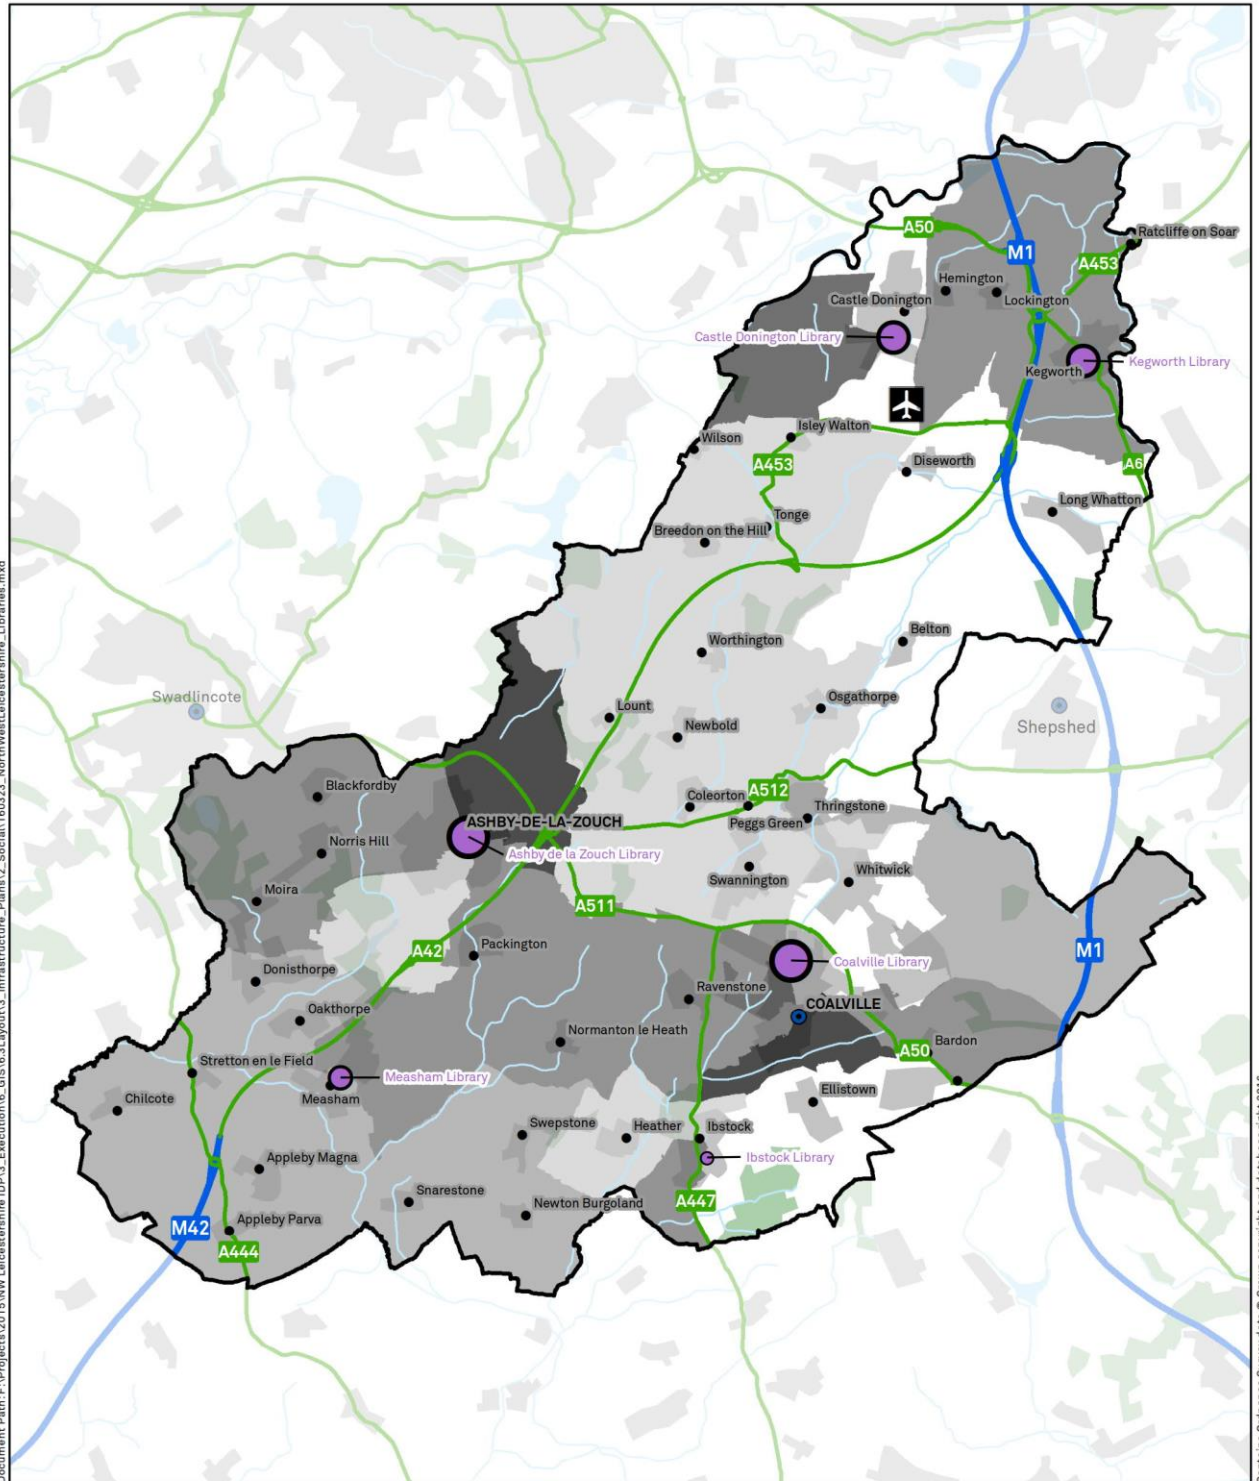 A50
M1
Ratcliffe on Soar
A453
Hemington
Castle Donington
Lockington
Castle Donington Library
Kegworth
Kegworth Library
Isley Walton
Wilson
A453
Diseworth
A6
Long Whatton
Tonge
Breedon on the Hill
Belton
Worthington
Swadlincote
Osgathorpe
Lount
Shepshed
Newbold
Blackfordby
Coleorton
A512
Thringstone
ASHBY-DE-LA-ZOUCH
Peggs Green
Norris Hill
Ashby de la Zouch Library
Whitwick
Swannington
Moira
A511
A42
Packington
M1
Coalville Library
Donisthorpe
Ravenstone
COALVILLE
Oakthorpe
Normanton le Heath
A50
Bardon
Stretton en le Field
Measham Library
Chilcote
Measham
Ellistown
Swepstone
Heather
Ibstock
Ibstock Library
Appleby Magna
Snarestone
Newton Burgoland
A447
M42
Appleby Parva
A444